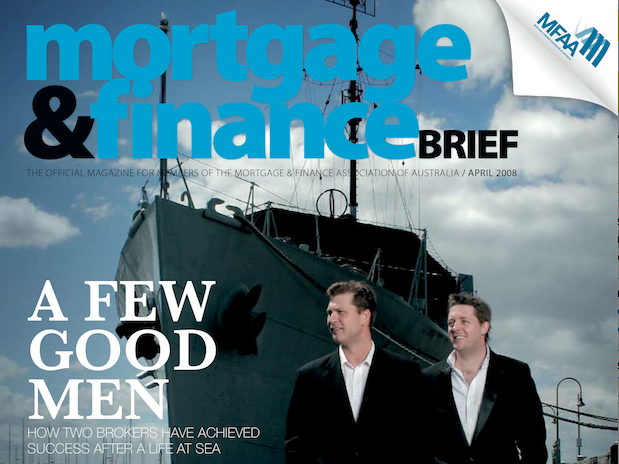 mortgage
&finance BRIEF
MFAA
THE OFFICIAL MAGAZINE FOR MEMBERS OF THE MORTGAGE & FINANCE ASSOCIATION OF AUSTRALIA / APRIL 2008
A FEW
GOOD
MEN
HOW TWO BROKERS HAVE ACHIEVED
SUCCESS AFTER A LIFE AT SEA